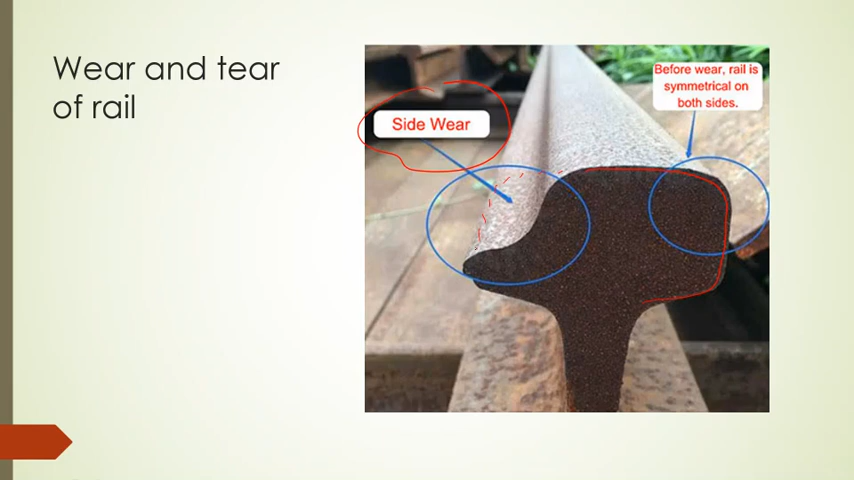 Wear and tear
of rail
Side Wear
Before wear, rail is
symmetrical on
both sides.